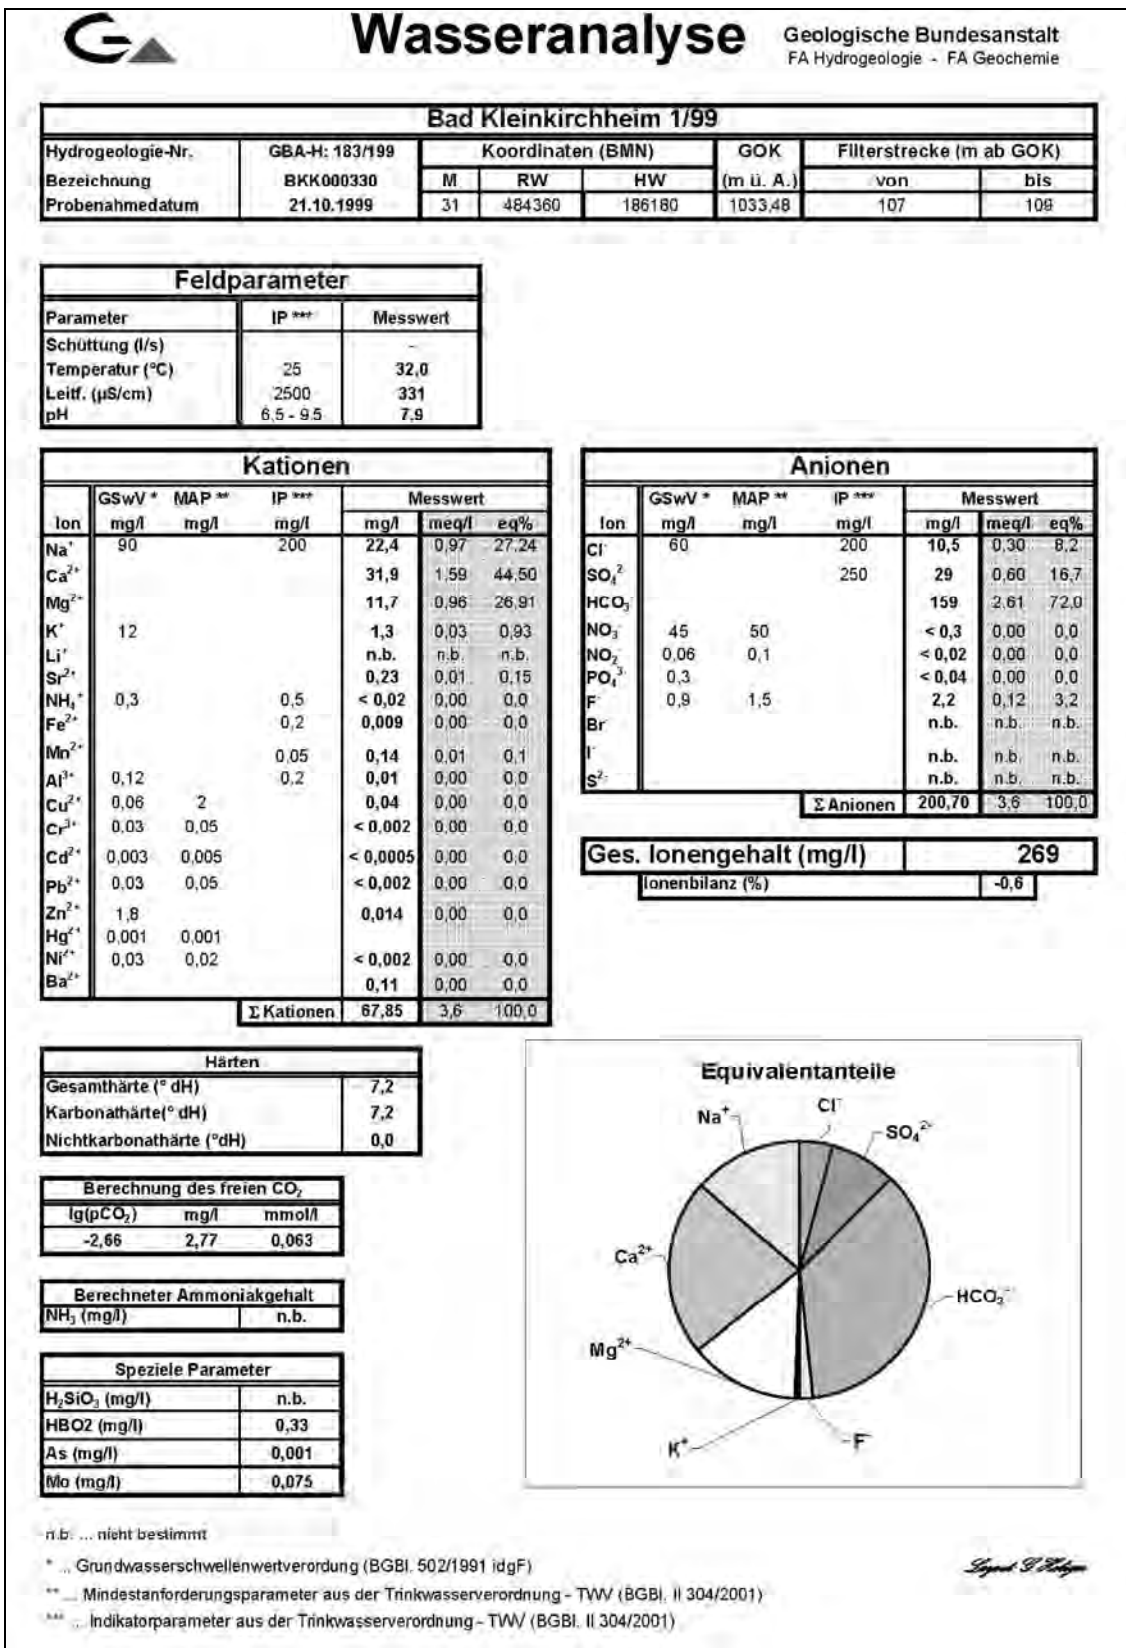 GA
Wasseranalyse
Geologische Bundesanstalt
FA Hydrogeologie - FA Geochemie
Bad Kleinkirchheim 1/99
Hydrogeologie-Nr. GBA-H: 183/199 Koordinaten (BMN) GOK Filterstrecke (m ab GOK)
Bezeichnung BKK000330 M RW HW (m ü. A.) von bis
Probenahmedatum 21.10.1999 31 484360 186180 1033,48 107 109
Feldparameter
Parameter IP *** Messwert
Schüttung (l/s) -
Temperatur (°C) 25 32,0
Leitf. (µS/cm) 2500 331
pH 6,5 - 9,5 7,9
Kationen
GSwV * MAP ** IP *** Messwert
Ion mg/l mg/l mg/l mg/l meq/l eq%
Na⁺ 90 200 22,4 0,97 27,24
Ca²⁺ 31,9 1,59 44,50
Mg²⁺ 11,7 0,96 26,91
K⁺ 12 1,3 0,03 0,93
Li⁺ n.b. n.b. n.b.
Sr²⁺ 0,23 0,01 0,15
NH₄⁺ 0,3 0,5 < 0,02 0,00 0,0
Fe²⁺ 0,2 0,009 0,00 0,0
Mn²⁺ 0,05 0,14 0,01 0,1
Al³⁺ 0,12 0,2 0,01 0,00 0,0
Cu²⁺ 0,06 2 0,04 0,00 0,0
Cr³⁺ 0,03 0,05 < 0,002 0,00 0,0
Cd²⁺ 0,003 0,005 < 0,0005 0,00 0,0
Pb²⁺ 0,03 0,05 < 0,002 0,00 0,0
Zn²⁺ 1,8 0,014 0,00 0,0
Hg²⁺ 0,001 0,001
Ni²⁺ 0,03 0,02 < 0,002 0,00 0,0
Ba²⁺ 0,11 0,00 0,0
Σ Kationen 67,85 3,6 100,0
Anionen
GSwV * MAP ** IP *** Messwert
Ion mg/l mg/l mg/l mg/l meq/l eq%
Cl⁻ 60 200 10,5 0,30 8,2
SO₄²⁻ 250 29 0,60 16,7
HCO₃⁻ 159 2,61 72,0
NO₃⁻ 45 50 < 0,3 0,00 0,0
NO₂⁻ 0,06 0,1 < 0,02 0,00 0,0
PO₄³⁻ 0,3 < 0,04 0,00 0,0
F⁻ 0,9 1,5 2,2 0,12 3,2
Br⁻ n.b. n.b. n.b.
I⁻ n.b. n.b. n.b.
S²⁻ n.b. n.b. n.b.
Σ Anionen 200,70 3,6 100,0
Ges. Ionengehalt (mg/l) 269
Ionenbilanz (%) -0,6
Härten
Gesamthärte (° dH) 7,2
Karbonathärte(° dH) 7,2
Nichtkarbonathärte (°dH) 0,0
Berechnung des freien CO₂
lg(pCO₂) mg/l mmol/l
-2,66 2,77 0,063
Berechneter Ammoniakgehalt
NH₃ (mg/l) n.b.
Speziele Parameter
H₂SiO₃ (mg/l) n.b.
HBO2 (mg/l) 0,33
As (mg/l) 0,001
Mo (mg/l) 0,075
Equivalentanteile
Na⁺ Cl⁻
SO₄²⁻
Ca²⁺
HCO₃⁻
Mg²⁺
K⁺ F⁻
n.b. ... nicht bestimmt
* ... Grundwasserschwellenwertverordung (BGBl. 502/1991 idgF)
** ... Mindestanforderungsparameter aus der Trinkwasserverordnung - TWV (BGBl. II 304/2001)
*** ... Indikatorparameter aus der Trinkwasserverordnung - TWV (BGBl. II 304/2001)